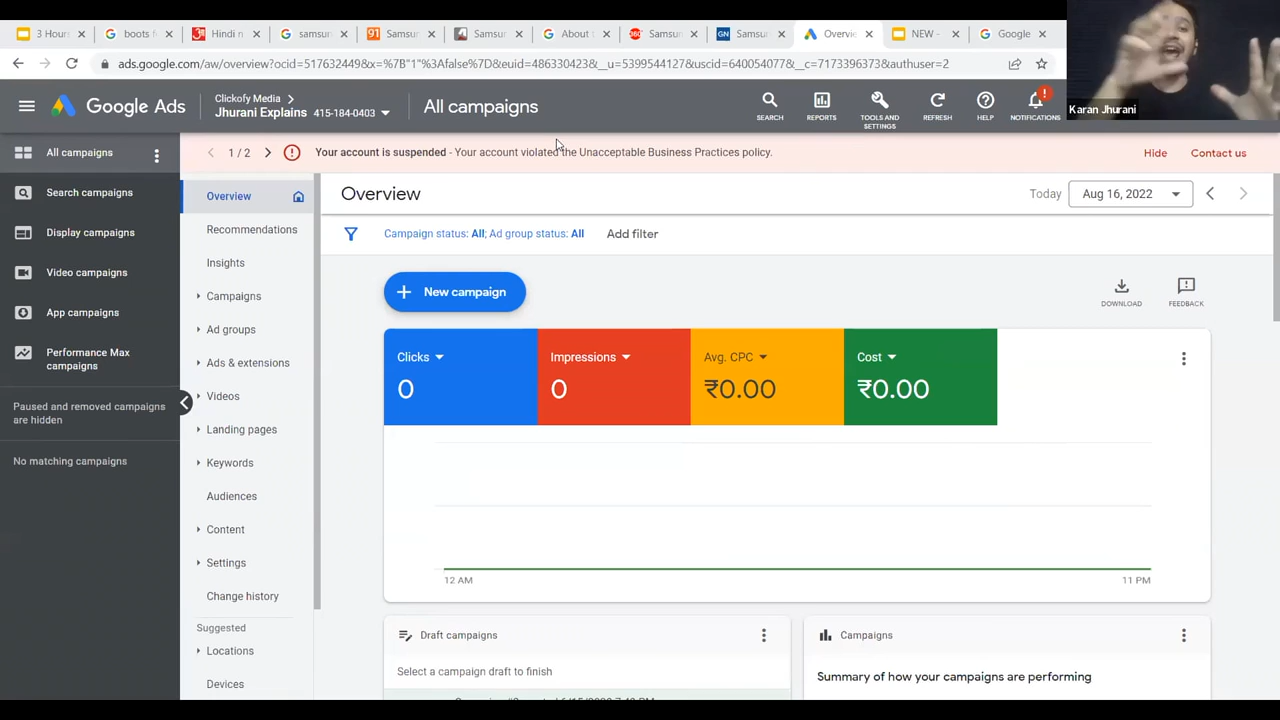 3 Hour
boots f
Hindi n
samsun
Samsu
Samsu
About t
Samsu
Samsu
Overvi
NEW -
Google
ads.google.com/aw/overview?ocid=517632449&x=%7B"1"%3Afalse%7D&euid=486330423&__u=5399544127&uscid=640054077&__c=7173396373&authuser=2
Karan Jhurani
Google Ads
Clickofy Media
Jhurani Explains 415-184-0403
All campaigns
SEARCH
REPORTS
TOOLS AND
SETTINGS
REFRESH
HELP
NOTIFICATIONS
All campaigns
Search campaigns
Display campaigns
Video campaigns
App campaigns
Performance Max
campaigns
Paused and removed campaigns
are hidden
No matching campaigns
1 / 2
Your account is suspended - Your account violated the Unacceptable Business Practices policy.
Hide
Contact us
Overview
Recommendations
Insights
Campaigns
Ad groups
Ads & extensions
Videos
Landing pages
Keywords
Audiences
Content
Settings
Change history
Suggested
Locations
Devices
Overview
Today
Aug 16, 2022
Campaign status: All; Ad group status: All
Add filter
New campaign
DOWNLOAD
FEEDBACK
Clicks
0
Impressions
0
Avg. CPC
₹0.00
Cost
₹0.00
12 AM
11 PM
Draft campaigns
Select a campaign draft to finish
Campaigns
Summary of how your campaigns are performing